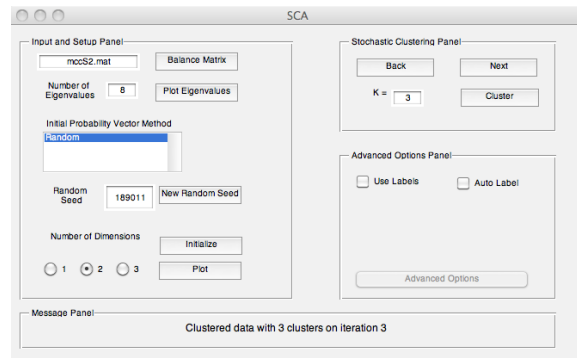 SCA
Input and Setup Panel
mccS2.mat
Balance Matrix
Number of
Eigenvalues
8
Plot Eigenvalues
Initial Probability Vector Method
Random
Random
Seed
189011
New Random Seed
Number of Dimensions
Initialize
1
2
3
Plot
Stochastic Clustering Panel
Back
Next
K =
3
Cluster
Advanced Options Panel
Use Labels
Auto Label
Advanced Options
Message Panel
Clustered data with 3 clusters on iteration 3